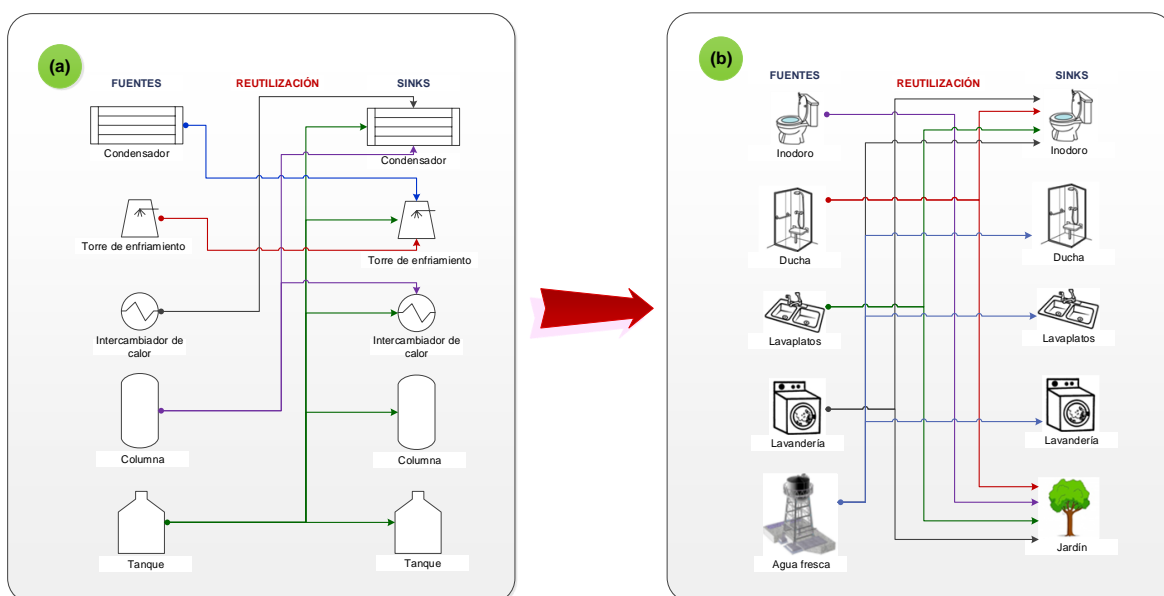 (a)
FUENTES REUTILIZACIÓN SINKS
Condensador Condensador
Torre de enfriamiento Torre de enfriamiento
Intercambiador de calor Intercambiador de calor
Columna Columna
Tanque Tanque
(b)
FUENTES SINKS
REUTILIZACIÓN
Inodoro Inodoro
Ducha Ducha
Lavaplatos Lavaplatos
Lavandería Lavandería
Agua fresca Jardín